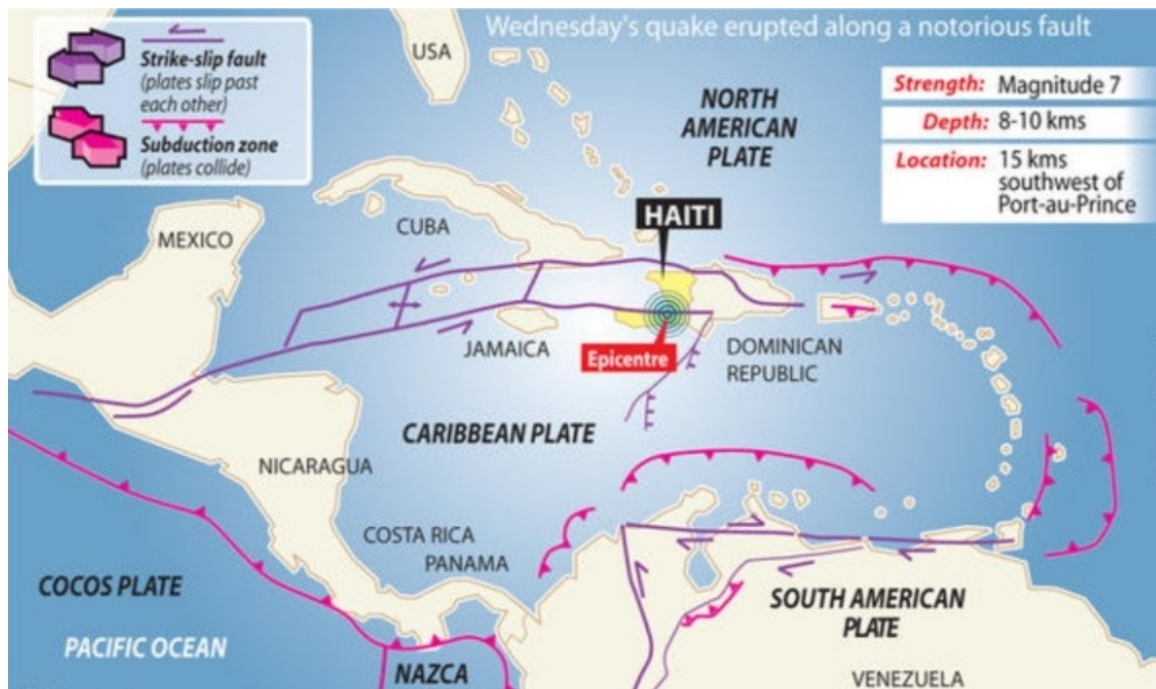 Wednesday's quake erupted along a notorious fault
Strike-slip fault
(plates slip past
each other)
Subduction zone
(plates collide)
USA
NORTH
AMERICAN
PLATE
Strength: Magnitude 7
Depth: 8-10 kms
Location: 15 kms
southwest of
Port-au-Prince
MEXICO
CUBA
HAITI
JAMAICA
Epicentre
DOMINICAN
REPUBLIC
CARIBBEAN PLATE
NICARAGUA
COSTA RICA
PANAMA
COCOS PLATE
PACIFIC OCEAN
NAZCA
SOUTH AMERICAN
PLATE
VENEZUELA